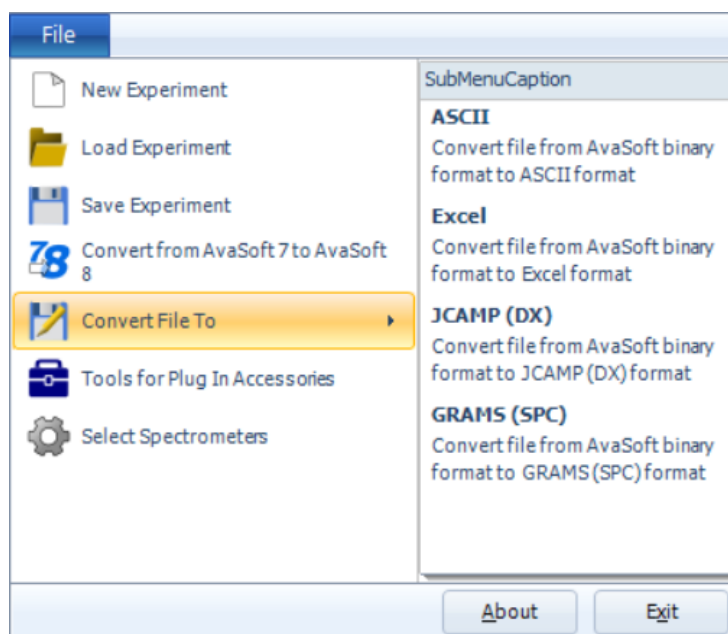 File
New Experiment
Load Experiment
Save Experiment
78
Convert from AvaSoft 7 to AvaSoft
8
Convert File To
Tools for Plug In Accessories
Select Spectrometers
SubMenuCaption
ASCII
Convert file from AvaSoft binary
format to ASCII format
Excel
Convert file from AvaSoft binary
format to Excel format
JCAMP (DX)
Convert file from AvaSoft binary
format to JCAMP (DX) format
GRAMS (SPC)
Convert file from AvaSoft binary
format to GRAMS (SPC) format
About
Exit